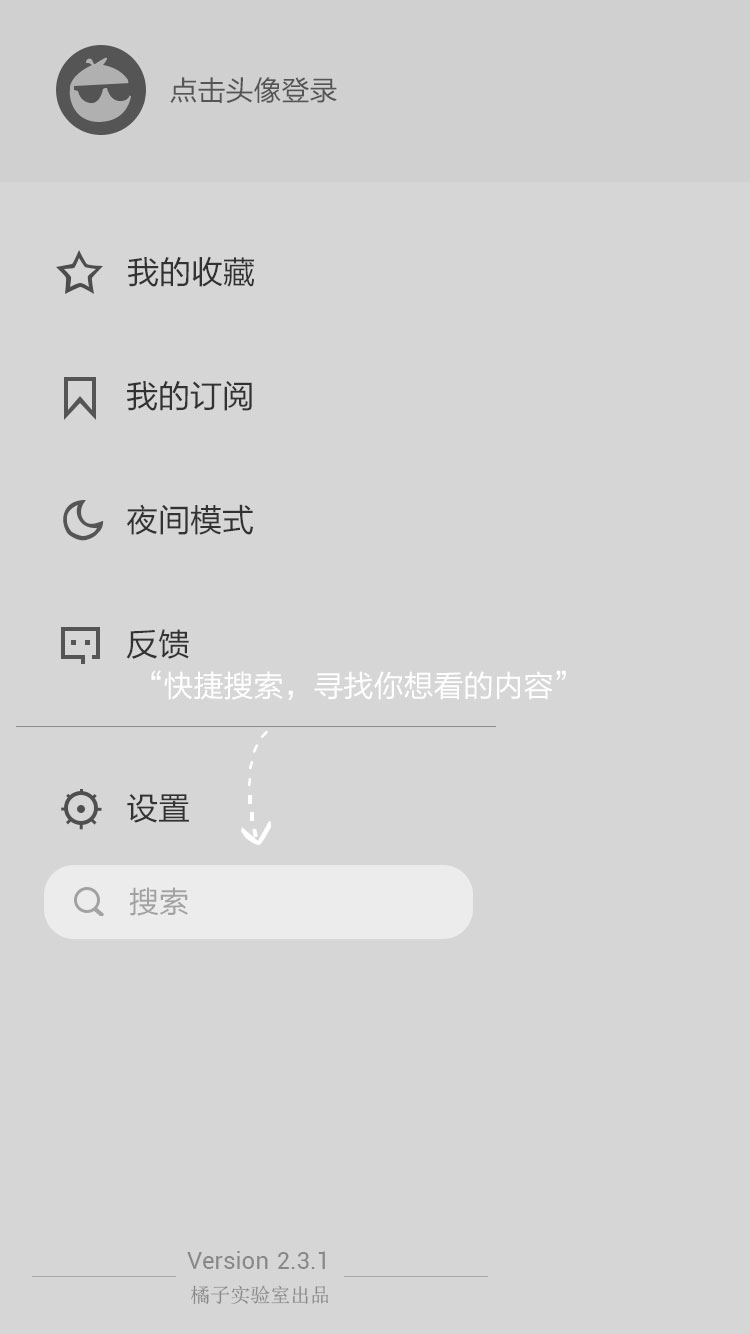 点击头像登录
我的收藏
我的订阅
夜间模式
反馈
“快捷搜索，寻找你想看的内容”
设置
搜索
Version 2.3.1
橘子实验室出品